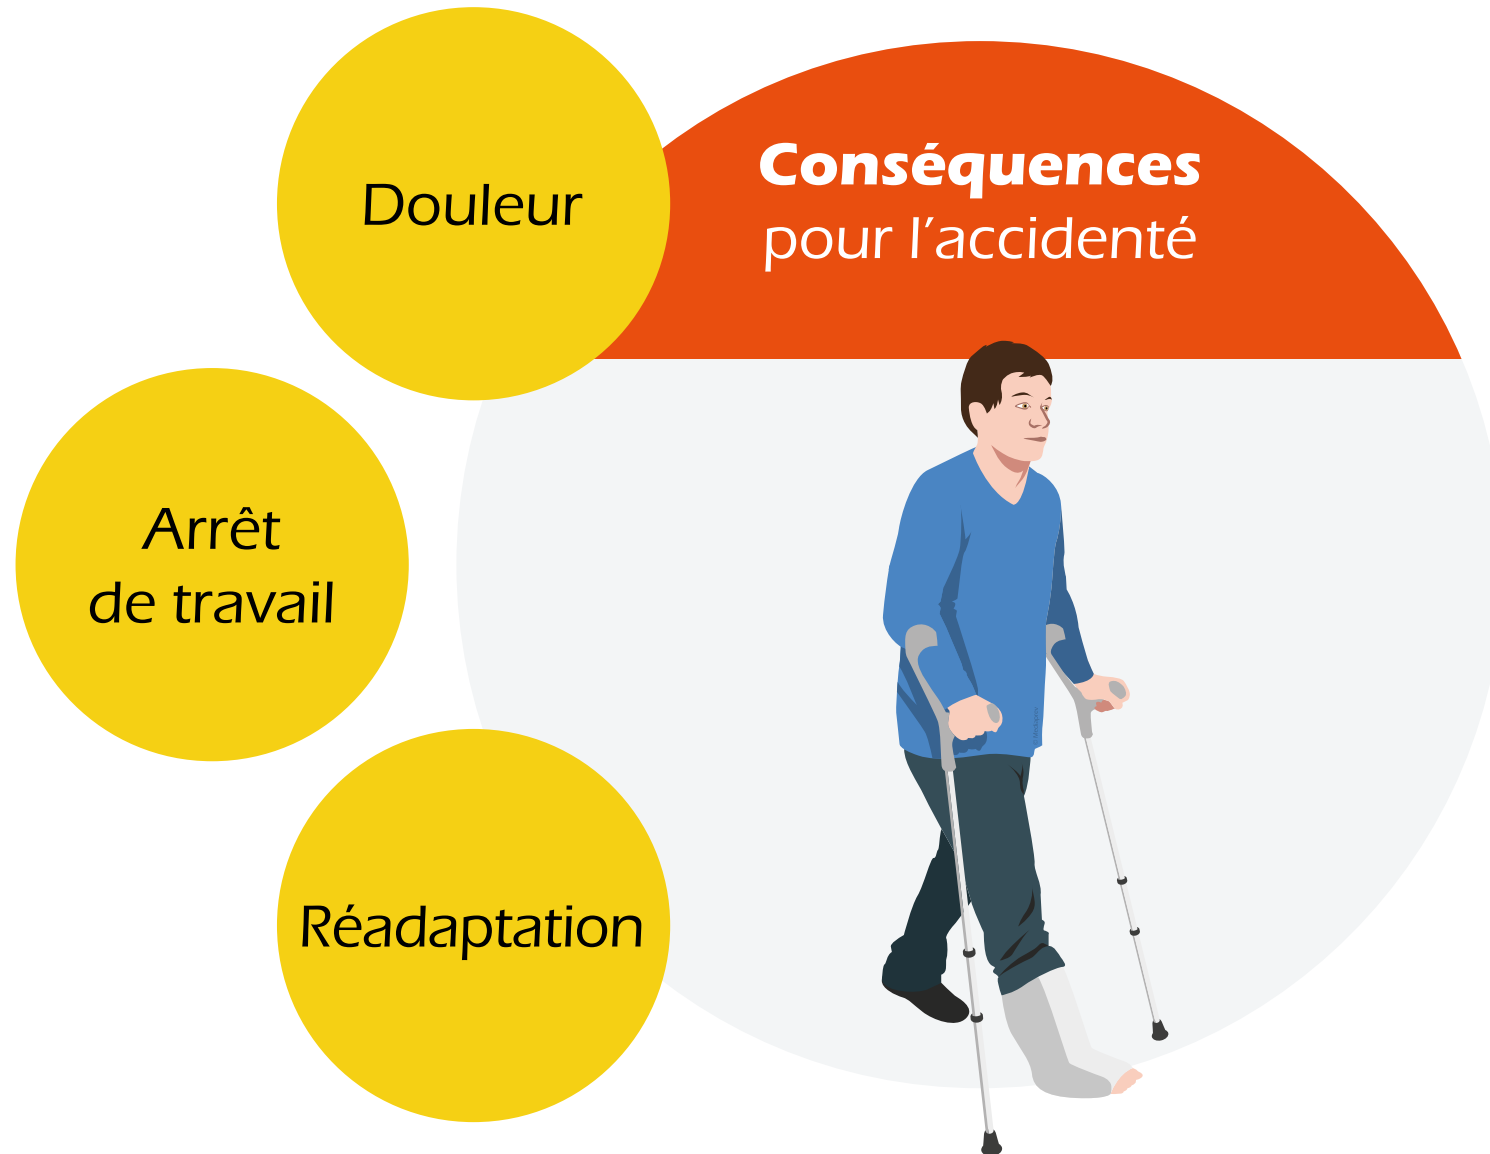 Conséquences
pour l’accidenté
Douleur
Arrêt
de travail
Réadaptation